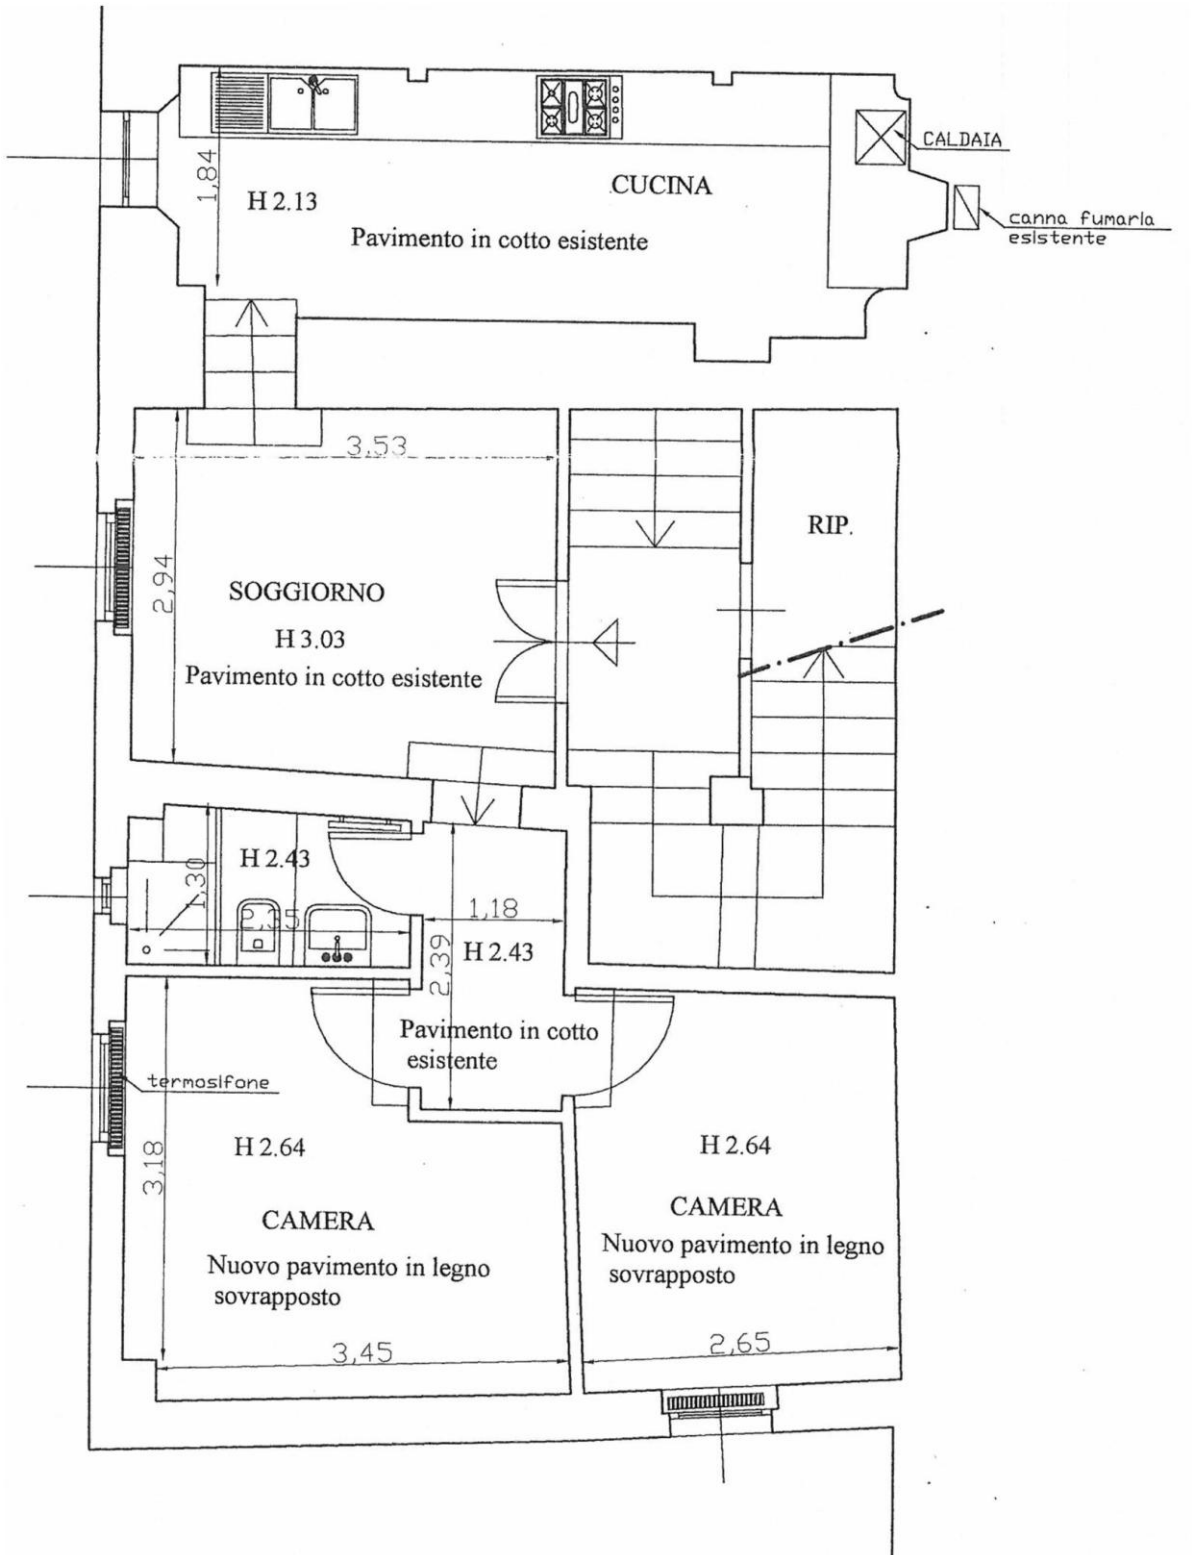 CALDAIA
1,84
H 2.13
CUCINA
Pavimento in cotto esistente
canna fumaria
esistente
3,53
2,94
RIP.
SOGGIORNO
H 3.03
Pavimento in cotto esistente
H 2.43
1,30
2,35
1,18
2,39
H 2.43
Pavimento in cotto
esistente
termosifone
3,18
H 2.64
CAMERA
Nuovo pavimento in legno
sovrapposto
3,45
H 2.64
CAMERA
Nuovo pavimento in legno
sovrapposto
2,65